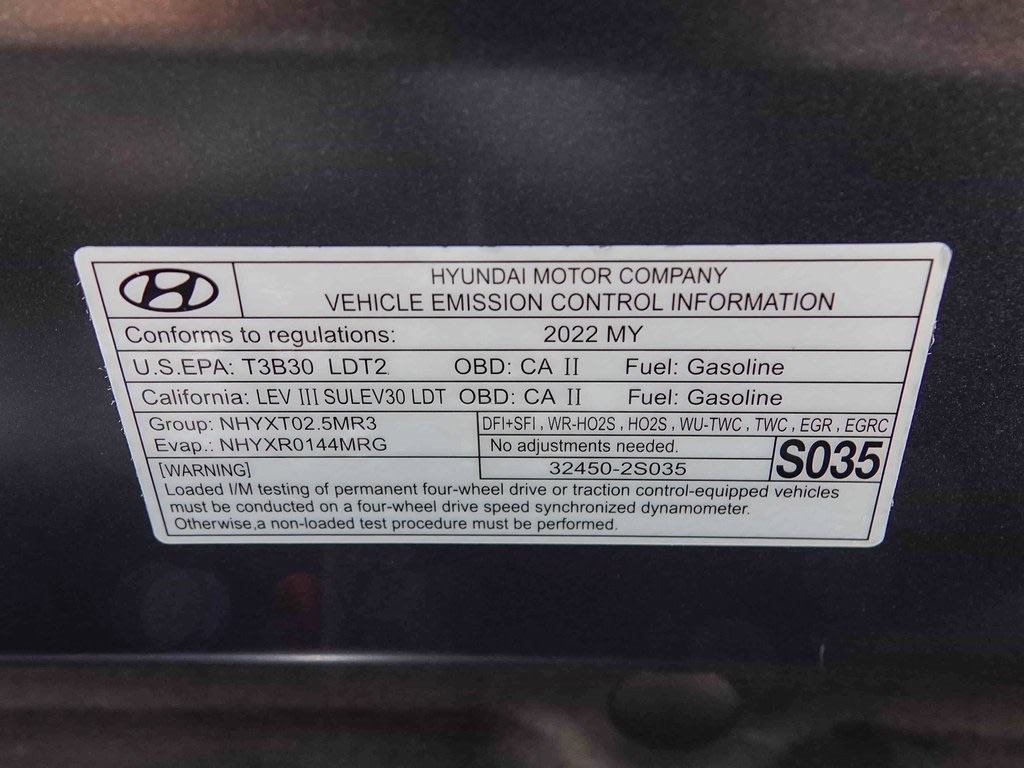 HYUNDAI MOTOR COMPANY
VEHICLE EMISSION CONTROL INFORMATION
Conforms to regulations: 2022 MY
U.S.EPA: T3B30 LDT2 OBD: CA II Fuel: Gasoline
California: LEV III SULEV30 LDT OBD: CA II Fuel: Gasoline
Group: NHYXT02.5MR3
Evap.: NHYXR0144MRG
DFI+SFI , WR-HO2S , HO2S , WU-TWC , TWC , EGR , EGRC
No adjustments needed.
32450-2S035
S035
[WARNING]
Loaded I/M testing of permanent four-wheel drive or traction control-equipped vehicles
must be conducted on a four-wheel drive speed synchronized dynamometer.
Otherwise,a non-loaded test procedure must be performed.